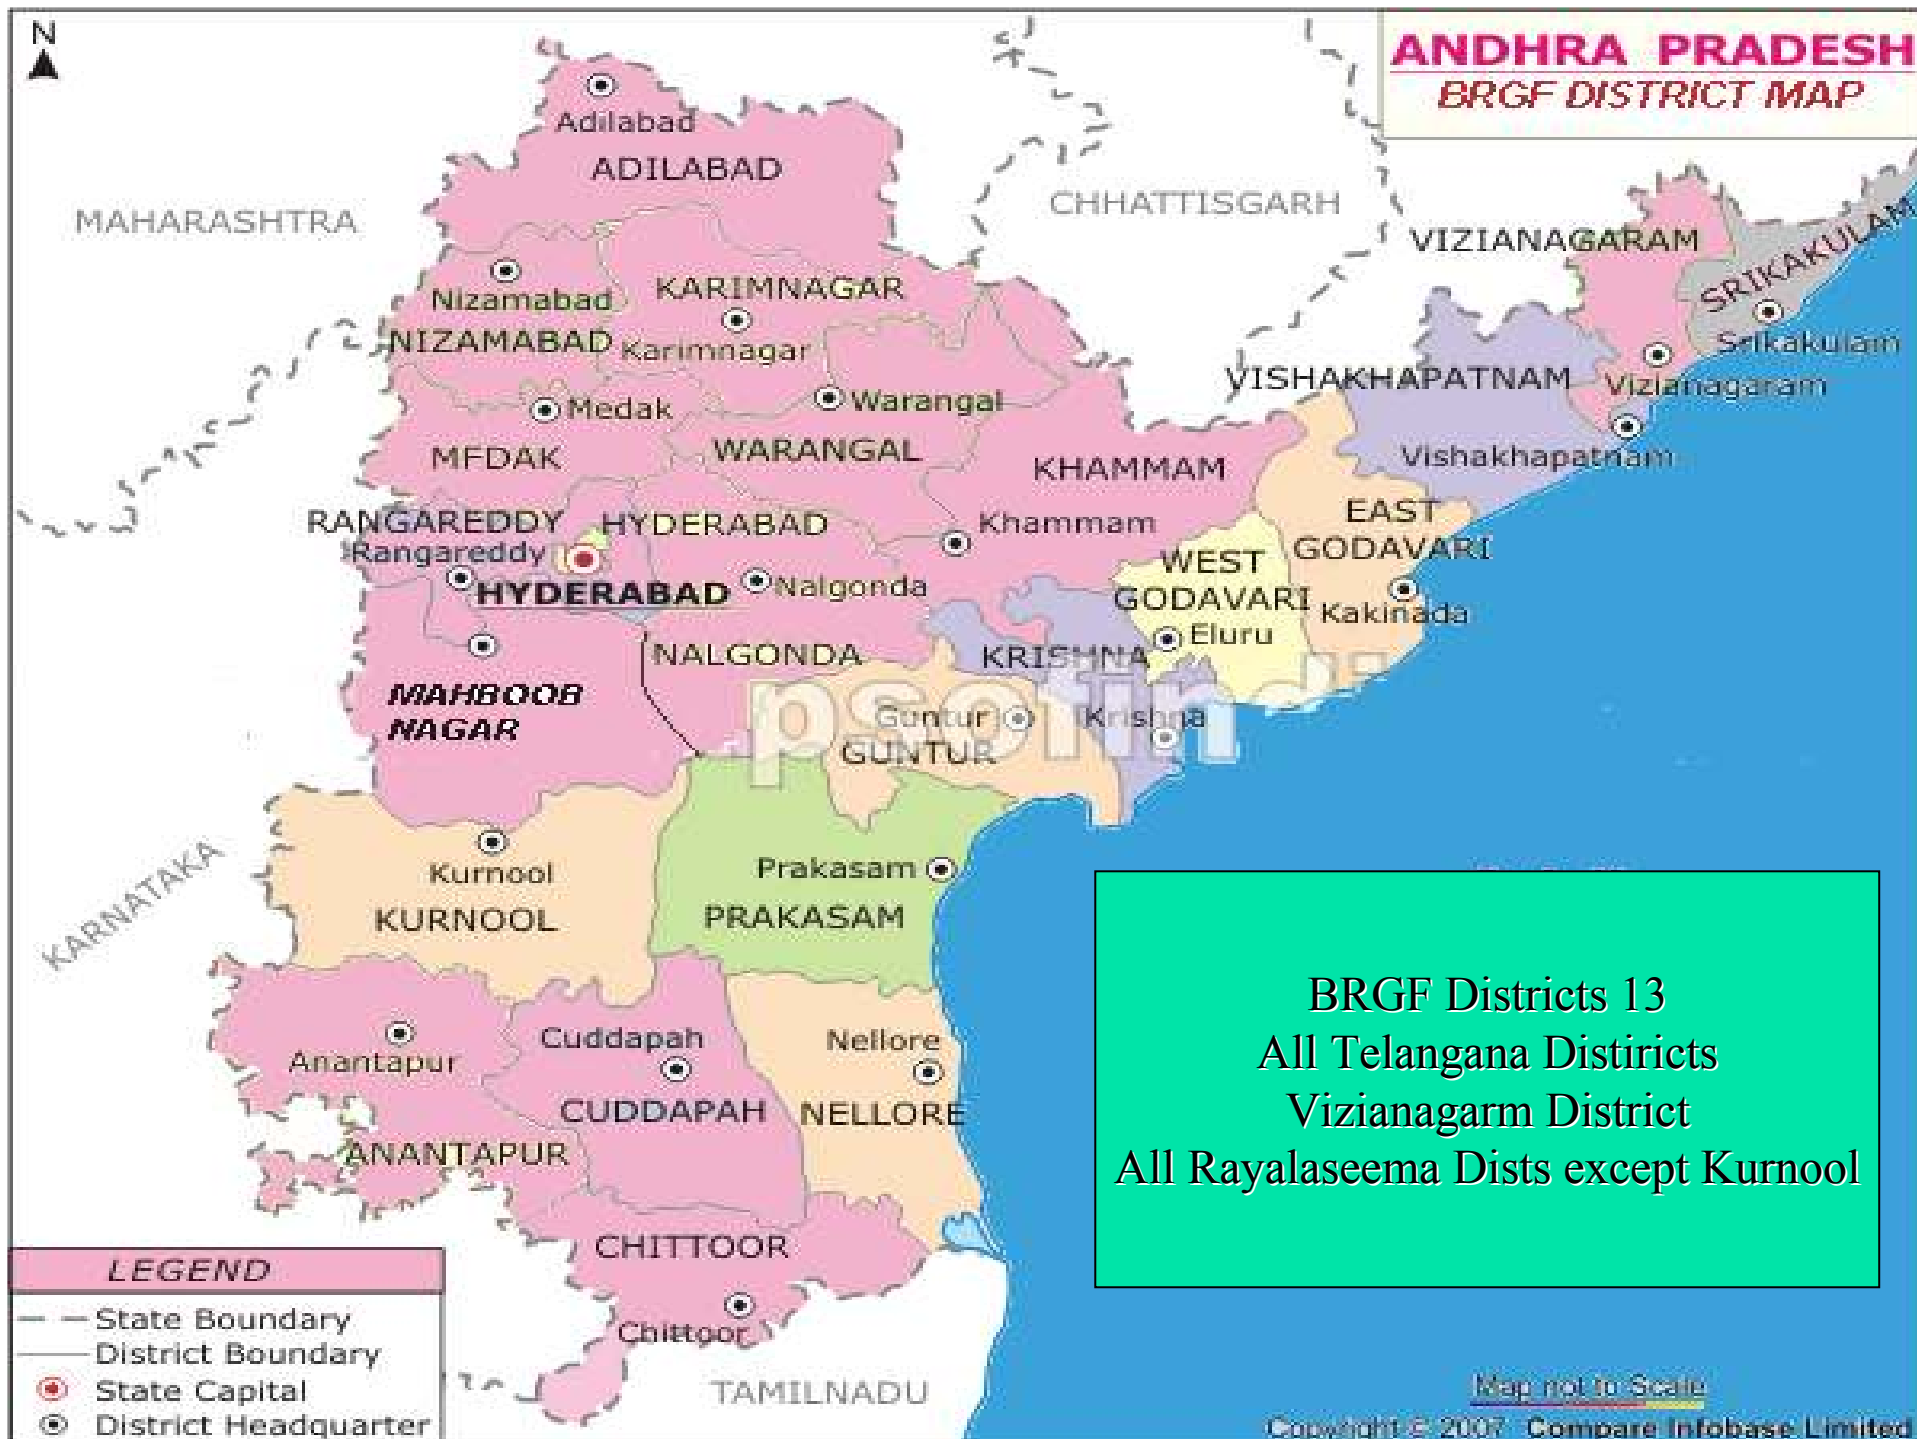 N
ANDHRA PRADESH
BRGF DISTRICT MAP
Adilabad
ADILABAD
MAHARASHTRA
CHHATTISGARH
VIZIANAGARAM
SRIKAKULAM
Srikakulam
Nizamabad
NIZAMABAD
KARIMNAGAR
Karimnagar
VISHAKHAPATNAM
Vizianagaram
Vishakhapatnam
Medak
MFDAK
Warangal
WARANGAL
KHAMMAM
Khammam
RANGAREDDY
Rangareddy
HYDERABAD
HYDERABAD
EAST
GODAVARI
Kakinada
WEST
GODAVARI
Eluru
Nalgonda
NALGONDA
KRISHNA
Krishna
MAHBOOB
NAGAR
Guntur
GUNTUR
psofindi
KARNATAKA
Kurnool
KURNOOL
Prakasam
PRAKASAM
BRGF Districts 13
All Telangana Distiricts
Vizianagarm District
All Rayalaseema Dists except Kurnool
Anantapur
ANANTAPUR
Cuddapah
CUDDAPAH
Nellore
NELLORE
CHITTOOR
Chittoor
TAMILNADU
LEGEND
State Boundary
District Boundary
State Capital
District Headquarter
Map not to Scale
Copyright © 2007 Compare Infobase Limited